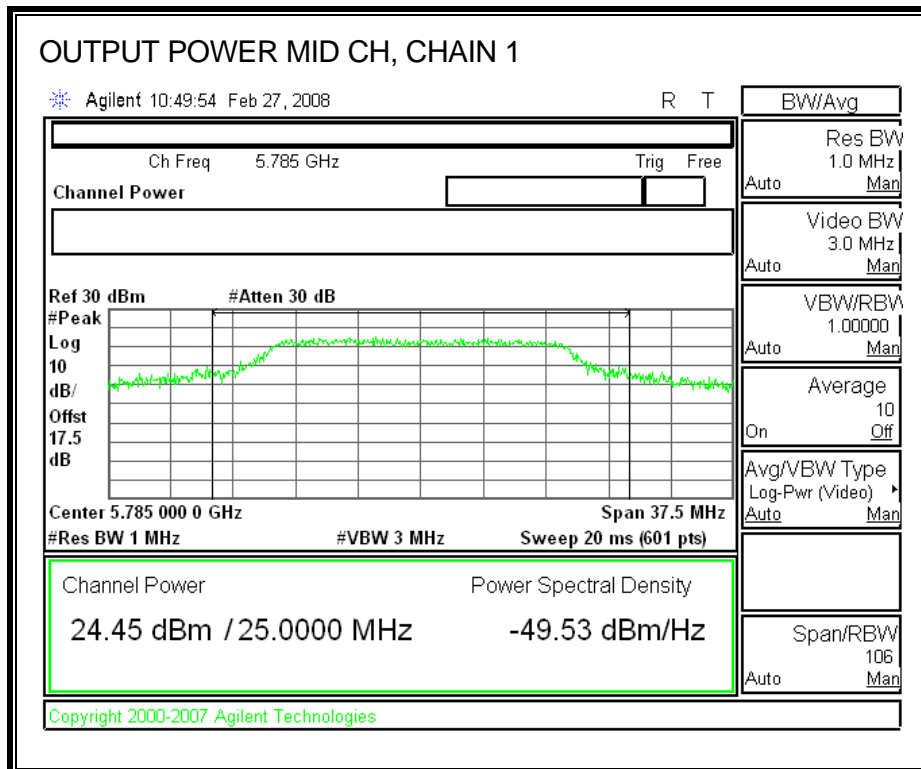 OUTPUT POWER MID CH, CHAIN 1
Agilent 10:49:54 Feb 27, 2008 R T
Ch Freq 5.785 GHz Trig Free
Channel Power
Ref 30 dBm #Atten 30 dB
#Peak
Log
10
dB/
Offst
17.5
dB
Center 5.785 000 0 GHz Span 37.5 MHz
#Res BW 1 MHz #VBW 3 MHz Sweep 20 ms (601 pts)
Channel Power Power Spectral Density
24.45 dBm / 25.0000 MHz -49.53 dBm/Hz
BW/Avg
Res BW
1.0 MHz
Auto Man
Video BW
3.0 MHz
Auto Man
VBW/RBW
1.00000
Auto Man
Average
10
On Off
Avg/VBW Type
Log-Pwr (Video)
Auto Man
Span/RBW
106
Auto Man
Copyright 2000-2007 Agilent Technologies